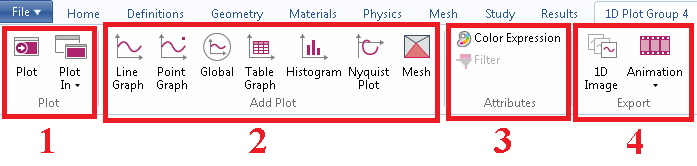 File Home Definitions Geometry Materials Physics Mesh Study Results 1D Plot Group 4
Plot Plot In
Plot
Line Graph Point Graph Global Table Graph Histogram Nyquist Plot Mesh
Add Plot
Color Expression
Filter
Attributes
1D Image Animation
Export
1 2 3 4